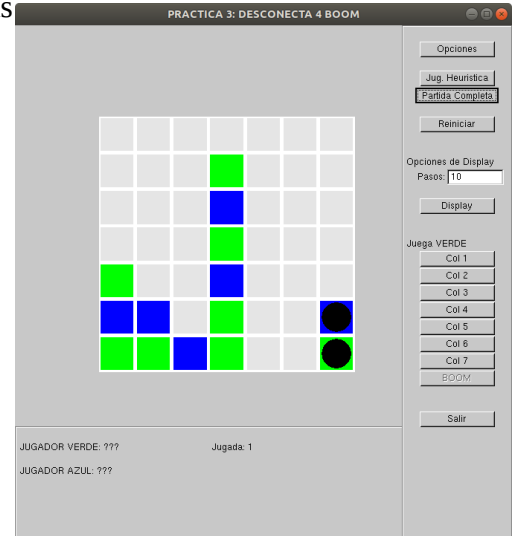 s
PRACTICA 3: DESCONECTA 4 BOOM
Opciones
Jug. Heuristica
Partida Completa
Reiniciar
Opciones de Display
Pasos: 10
Display
Juega VERDE
Col 1
Col 2
Col 3
Col 4
Col 5
Col 6
Col 7
BOOM
Salir
JUGADOR VERDE: ??? Jugada: 1
JUGADOR AZUL: ???